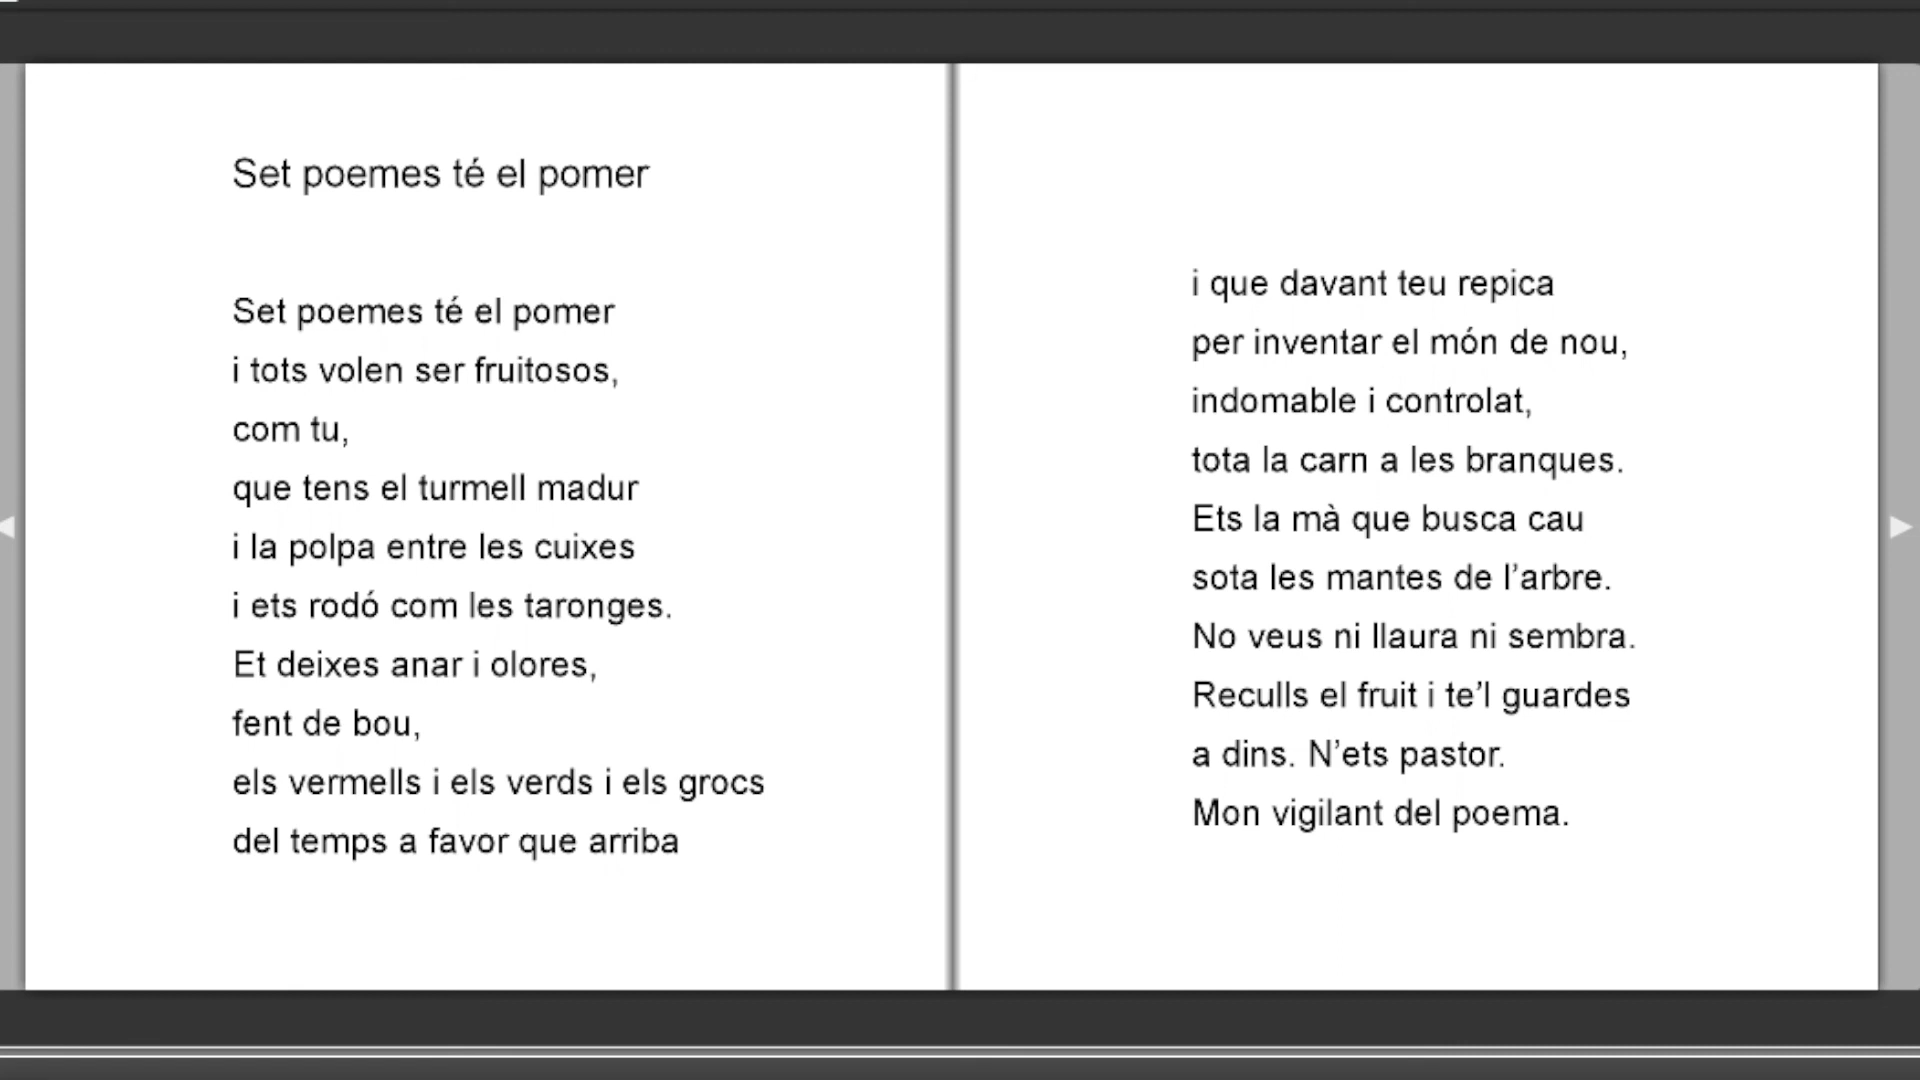 Set poemes té el pomer
Set poemes té el pomer
i tots volen ser fruitosos,
com tu,
que tens el turmell madur
i la polpa entre les cuixes
i ets rodó com les taronges.
Et deixes anar i olores,
fent de bou,
els vermells i els verds i els grocs
del temps a favor que arriba
i que davant teu repica
per inventar el món de nou,
indomable i controlat,
tota la carn a les branques.
Ets la mà que busca cau
sota les mantes de l’arbre.
No veus ni llaura ni sembra.
Reculls el fruit i te’l guardes
a dins. N’ets pastor.
Mon vigilant del poema.